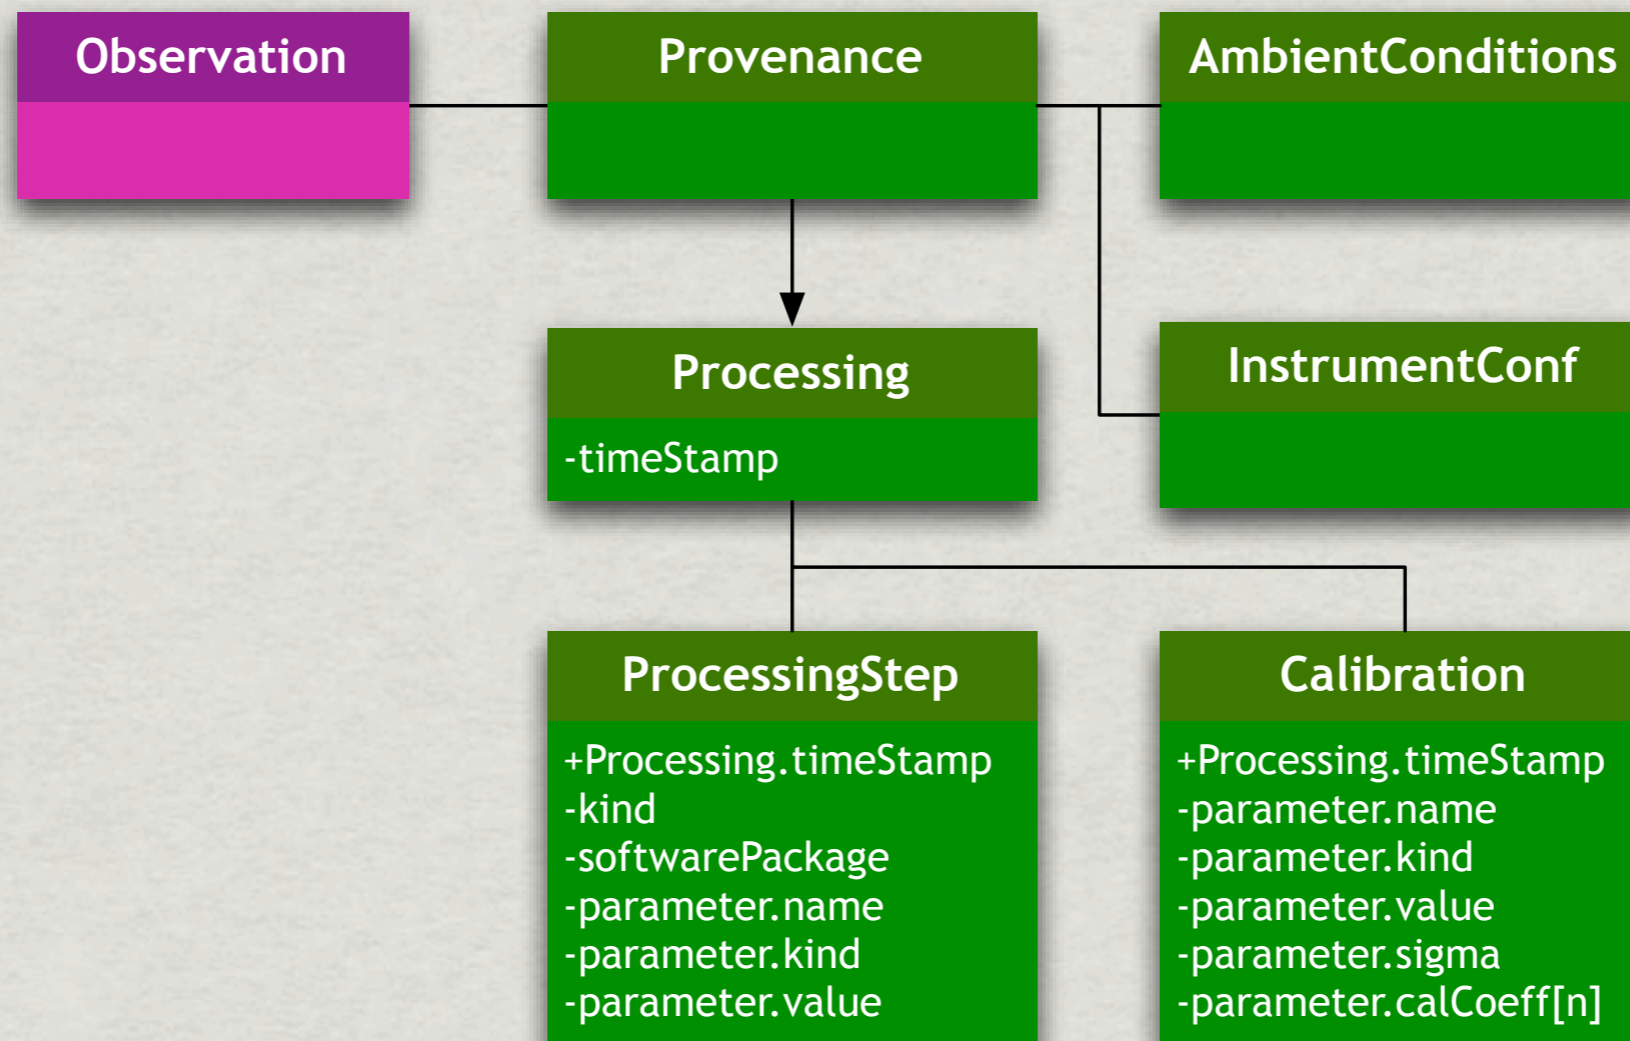 Observation
Provenance
AmbientConditions
Processing
-timeStamp
InstrumentConf
ProcessingStep
+Processing.timeStamp
-kind
-softwarePackage
-parameter.name
-parameter.kind
-parameter.value
Calibration
+Processing.timeStamp
-parameter.name
-parameter.kind
-parameter.value
-parameter.sigma
-parameter.calCoeff[n]